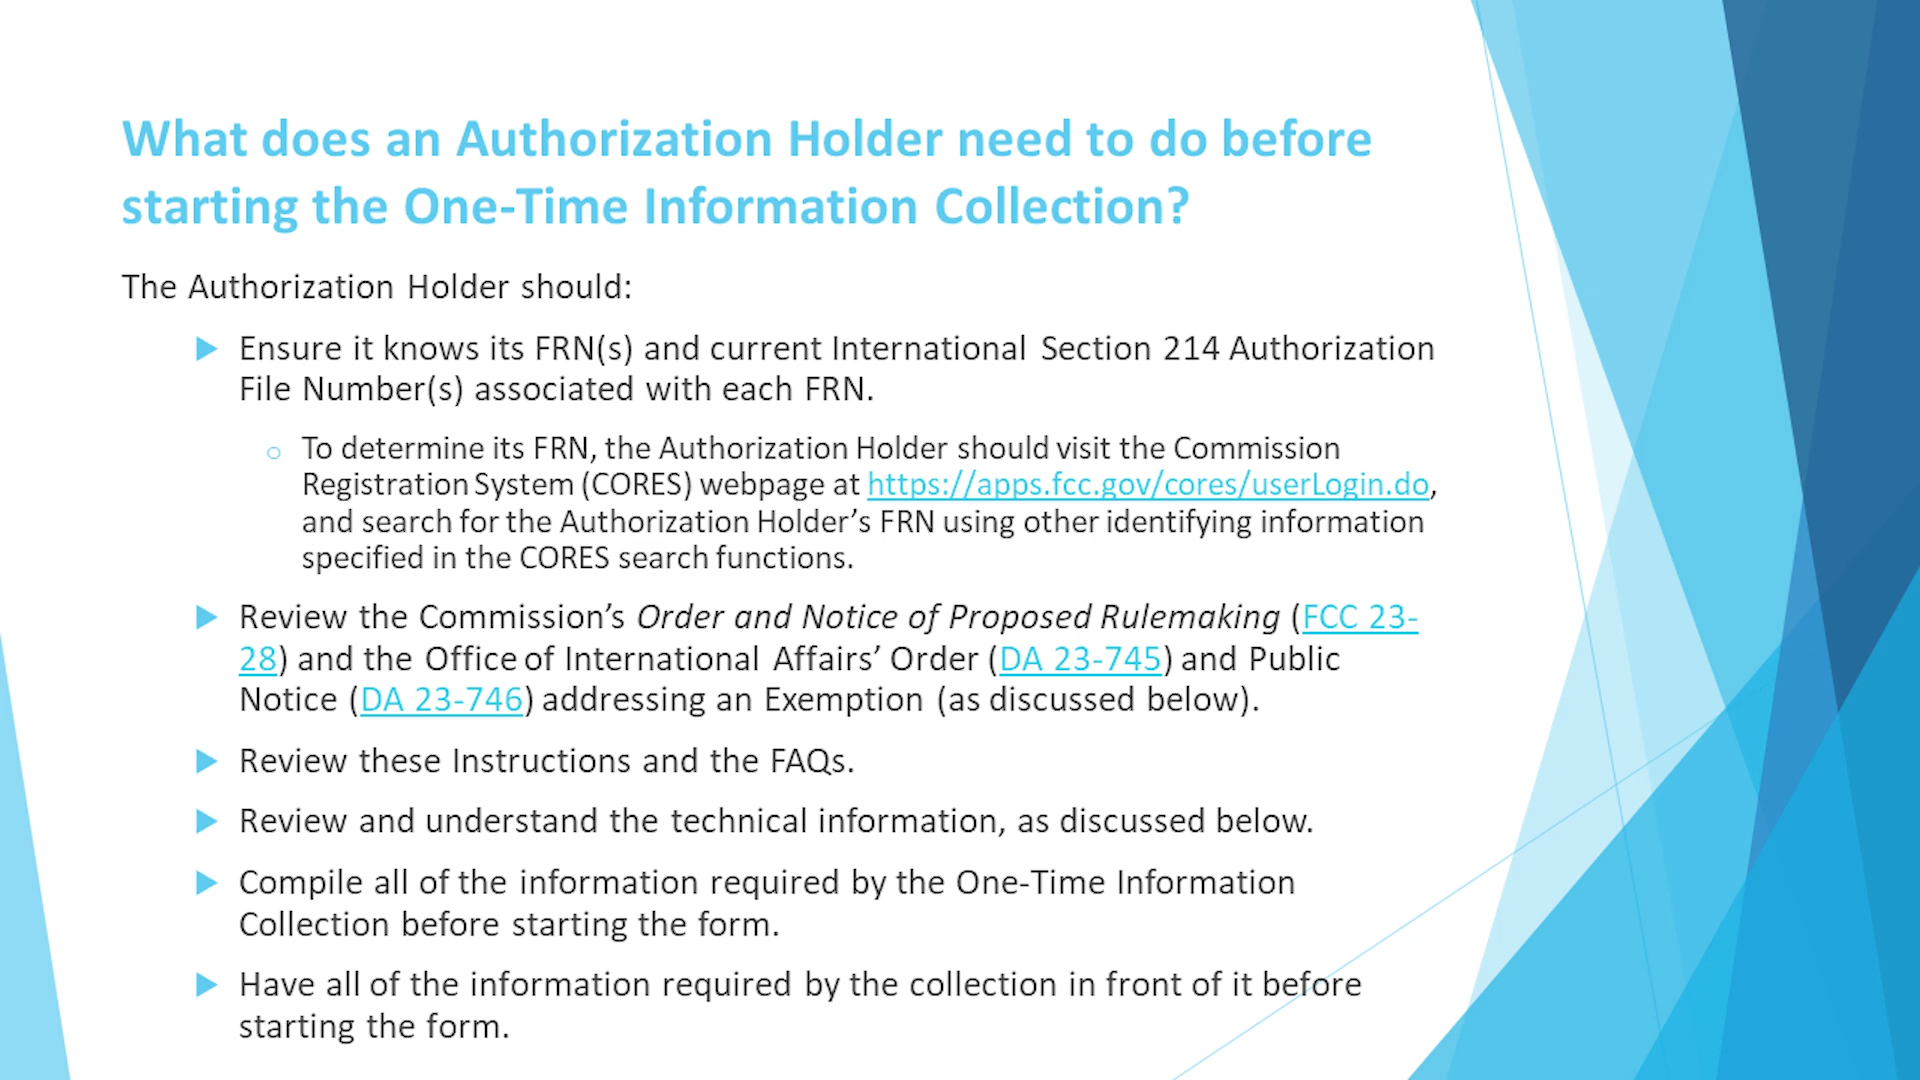 What does an Authorization Holder need to do before
starting the One-Time Information Collection?
The Authorization Holder should:
Ensure it knows its FRN(s) and current International Section 214 Authorization
File Number(s) associated with each FRN.
To determine its FRN, the Authorization Holder should visit the Commission
Registration System (CORES) webpage at https://apps.fcc.gov/cores/userLogin.do,
and search for the Authorization Holder’s FRN using other identifying information
specified in the CORES search functions.
Review the Commission’s Order and Notice of Proposed Rulemaking (FCC 23-
28) and the Office of International Affairs’ Order (DA 23-745) and Public
Notice (DA 23-746) addressing an Exemption (as discussed below).
Review these Instructions and the FAQs.
Review and understand the technical information, as discussed below.
Compile all of the information required by the One-Time Information
Collection before starting the form.
Have all of the information required by the collection in front of it before
starting the form.